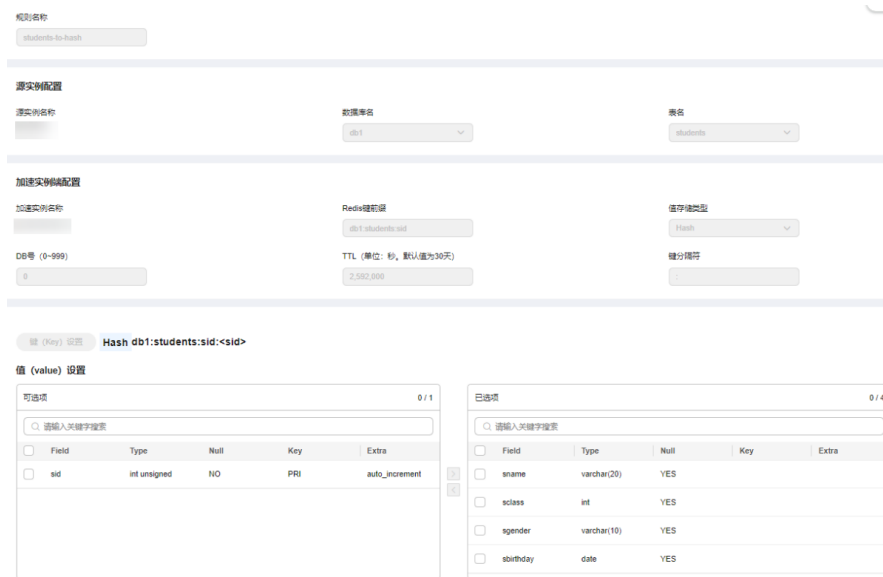 规则名称
students-to-hash
源实例配置
源实例名称 数据库名 表名
db1 students
加速实例端配置
加速实例名称 Redis键前缀 值存储类型
db1:students:sid Hash
DB号 (0~999) TTL (单位：秒，默认值为30天) 键分隔符
0 2,592,000 :
键 (Key) 设置 Hash db1:students:sid:<sid>
值 (value) 设置
可选项 0 / 1 已选项 0 / 4
请输入关键字搜索 请输入关键字搜索
Field Type Null Key Extra Field Type Null Key Extra
sid int unsigned NO PRI auto_increment sname varchar(20) YES
sclass int YES
sgender varchar(10) YES
sbirthday date YES